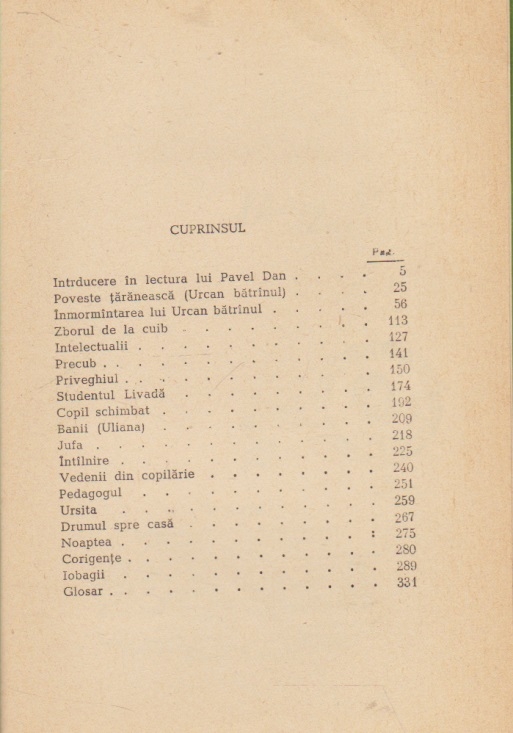 CUPRINSUL
Pag.
Intrducere în lectura lui Pavel Dan . . . . 5
Poveste țărănească (Urcan bătrînul) . . . . 25
Inmormîntarea lui Urcan bătrînul . . . . . 56
Zborul de la cuib . . . . . . . . . 113
Intelectualii . . . . . . . . . . . 127
Precub . . . . . . . . . . . . 141
Priveghiul . . . . . . . . . . . 150
Studentul Livadă . . . . . . . . . 174
Copil schimbat . . . . . . . . . . 192
Banii (Uliana) . . . . . . . . . . 209
Jufa . . . . . . . . . . . . . 218
Întîlnire . . . . . . . . . . . . 225
Vedenii din copilărie . . . . . . . . 240
Pedagogul . . . . . . . . . . . 251
Ursita . . . . . . . . . . . . 259
Drumul spre casă . . . . . . . . . 267
Noaptea . . . . . . . . . . . : 275
Corigențe . . . . . . . . . . . . 280
Iobagii . . . . . . . . . . . . 289
Glosar . . . . . . . . . . . . . 331